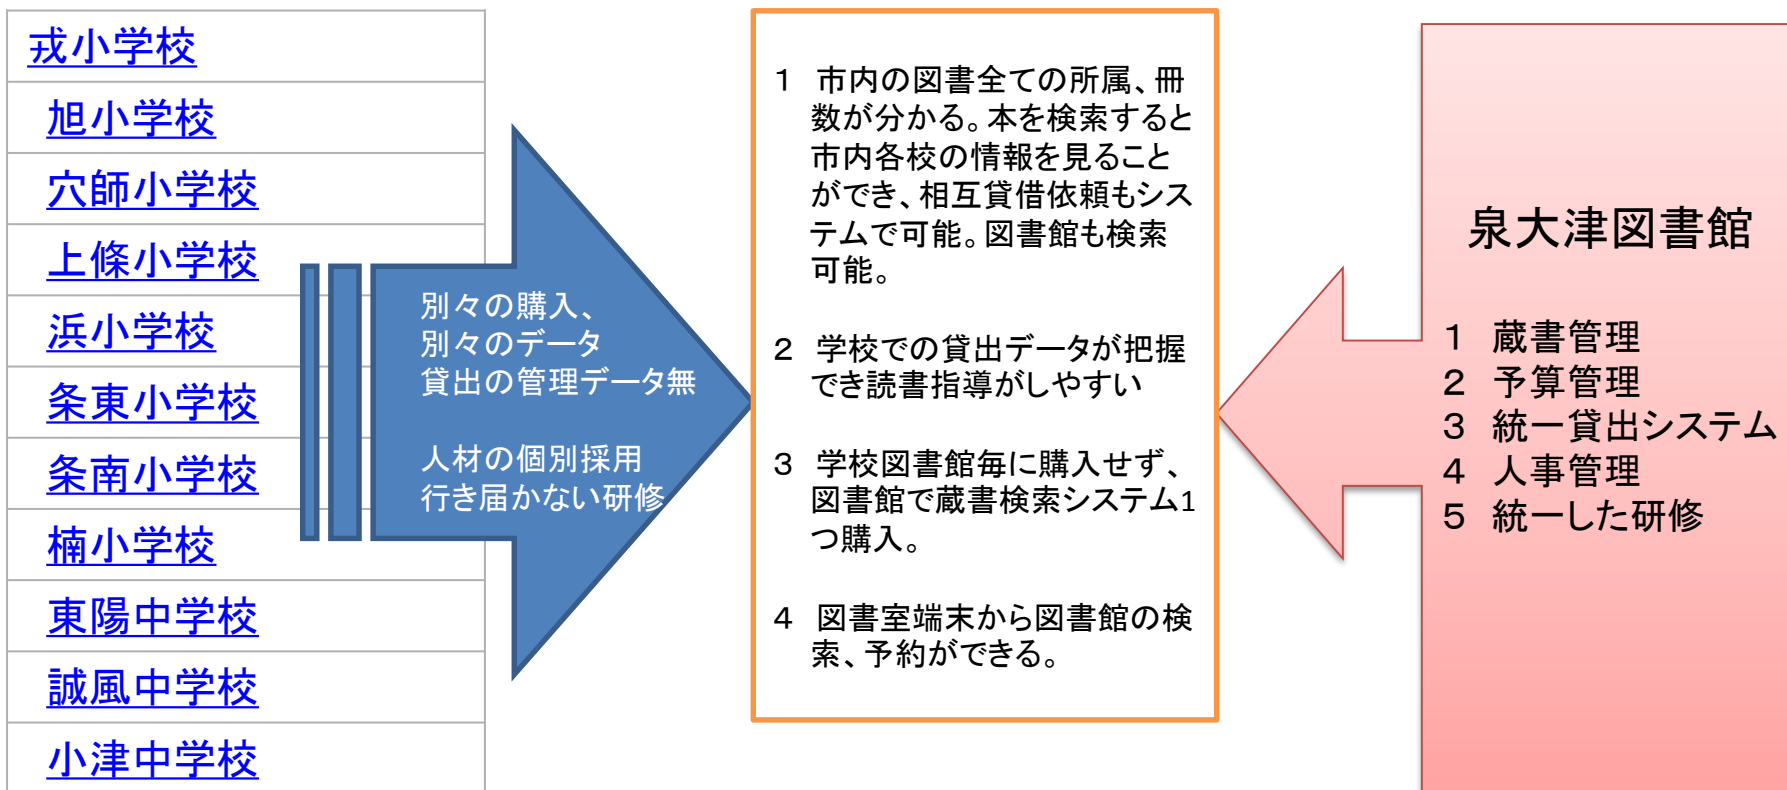 戎小学校
旭小学校
穴師小学校
上條小学校
浜小学校
条東小学校
条南小学校
楠小学校
東陽中学校
誠風中学校
小津中学校
別々の購入、
別々のデータ
貸出の管理データ無
人材の個別採用
行き届かない研修
1 市内の図書全ての所属、冊
数が分かる。本を検索すると
市内各校の情報を見ること
ができ、相互貸借依頼もシス
テムで可能。図書館も検索
可能。
2 学校での貸出データが把握
でき読書指導がしやすい
3 学校図書館毎に購入せず、
図書館で蔵書検索システム1
つ購入。
4 図書室端末から図書館の検
索、予約ができる。
泉大津図書館
1 蔵書管理
2 予算管理
3 統一貸出システム
4 人事管理
5 統一した研修